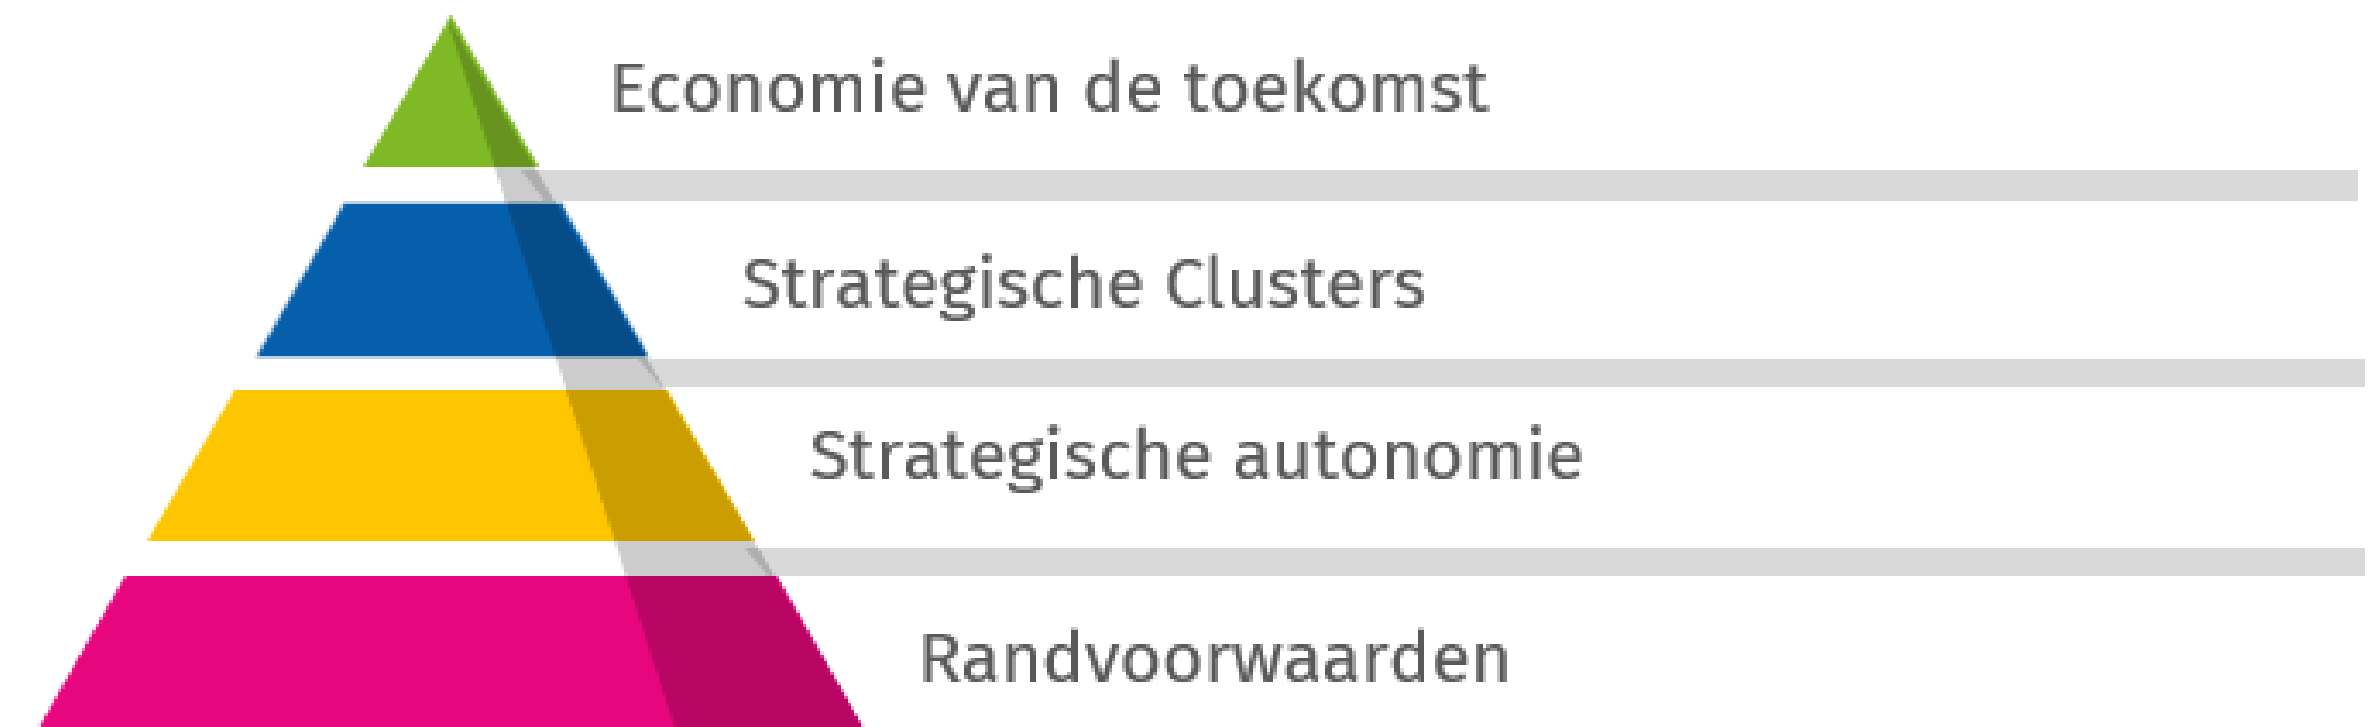 Economie van de toekomst
Strategische Clusters
Strategische autonomie
Randvoorwaarden